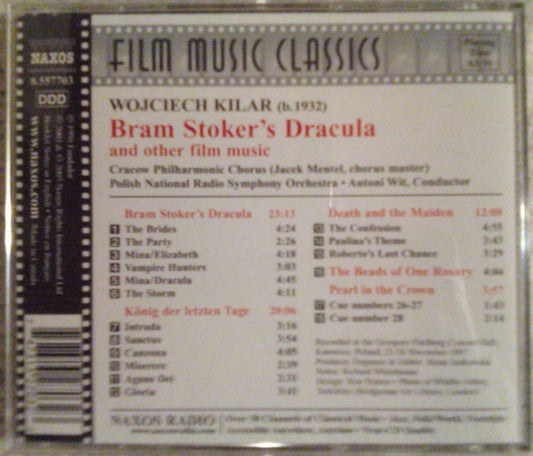 NAXOS
8.557703
DDD
FILM MUSIC CLASSICS
Playing
Time
WOJCIECH KILAR (b. 1932)
Bram Stoker's Dracula
and other film music
Cracow Philharmonic Chorus (Jacek Mentel, chorus master)
Polish National Radio Symphony Orchestra • Antoni Wit, Conductor
Bram Stoker's Dracula 23:13
1 The Brides 4:24
2 The Party 2:26
3 Mina/Elizabeth 4:18
4 Vampire Hunters 3:03
5 Mina/Dracula 4:45
6 The Storm 4:11
König der letzten Tage 20:06
7 Intrada 3:16
8 Sanctus 3:54
9 Canzona 4:05
10 Miserere 2:39
11 Agnus Dei 2:31
12 Gloria 3:41
Death and the Maiden 12:08
13 The Confession 4:55
14 Paulina's Theme 3:43
15 Roberto's Last Chance 3:29
16 The Beads of One Rosary 4:04
Pearl in the Crown 3:57
17 Cue numbers 26-27 1:43
18 Cue number 28 2:14
NAXOS RADIO
www.naxos.com
Made in Canada